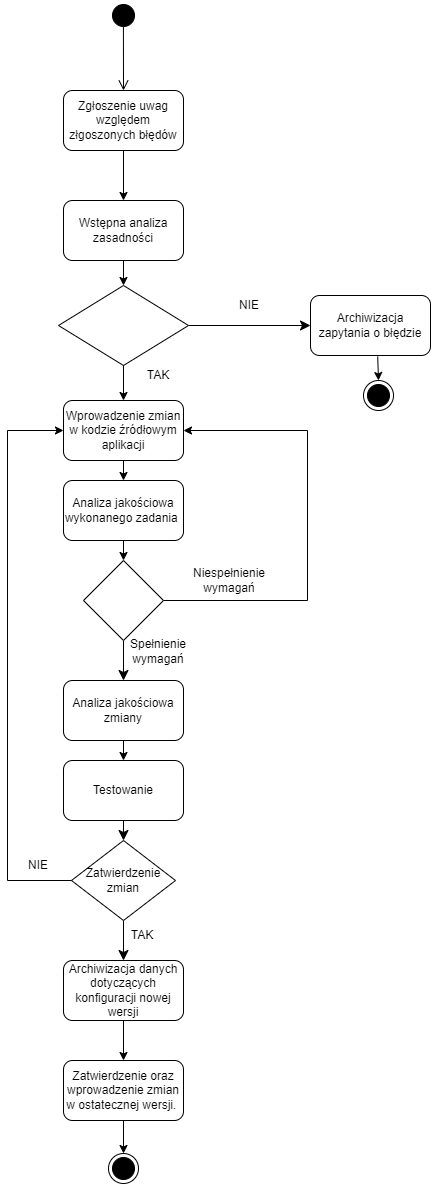 Zgłoszenie uwag
względem
złgoszonych błędów
Wstępna analiza
zasadności
NIE
Archiwizacja
zapytania o błędzie
TAK
Wprowadzenie zmian
w kodzie źródłowym
aplikacji
Analiza jakościowa
wykonanego zadania
Niespełnienie
wymagań
Spełnienie
wymagań
Analiza jakościowa
zmiany
Testowanie
Zatwierdzenie
zmian
NIE
TAK
Archiwizacja danych
dotyczących
konfiguracji nowej
wersji
Zatwierdzenie oraz
wprowadzenie zmian
w ostatecznej wersji.